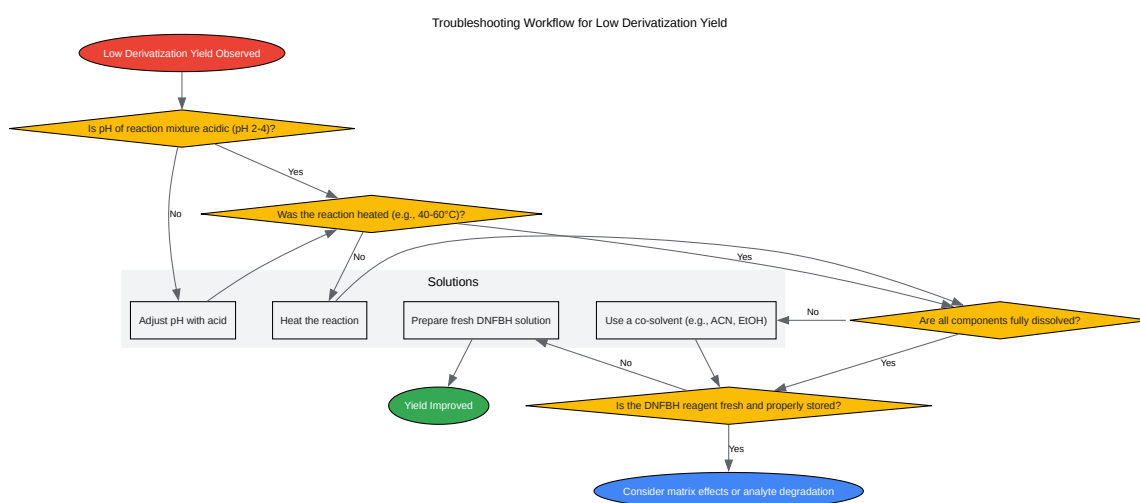 Troubleshooting Workflow for Low Derivatization Yield
Low Derivatization Yield Observed
Is pH of reaction mixture acidic (pH 2-4)?
Yes
No
Was the reaction heated (e.g., 40-60°C)?
No
Yes
Solutions
Adjust pH with acid
Heat the reaction
Prepare fresh DNFBH solution
Use a co-solvent (e.g., ACN, EtOH)
No
Are all components fully dissolved?
No
Yes
Yield Improved
Is the DNFBH reagent fresh and properly stored?
Yes
Consider matrix effects or analyte degradation